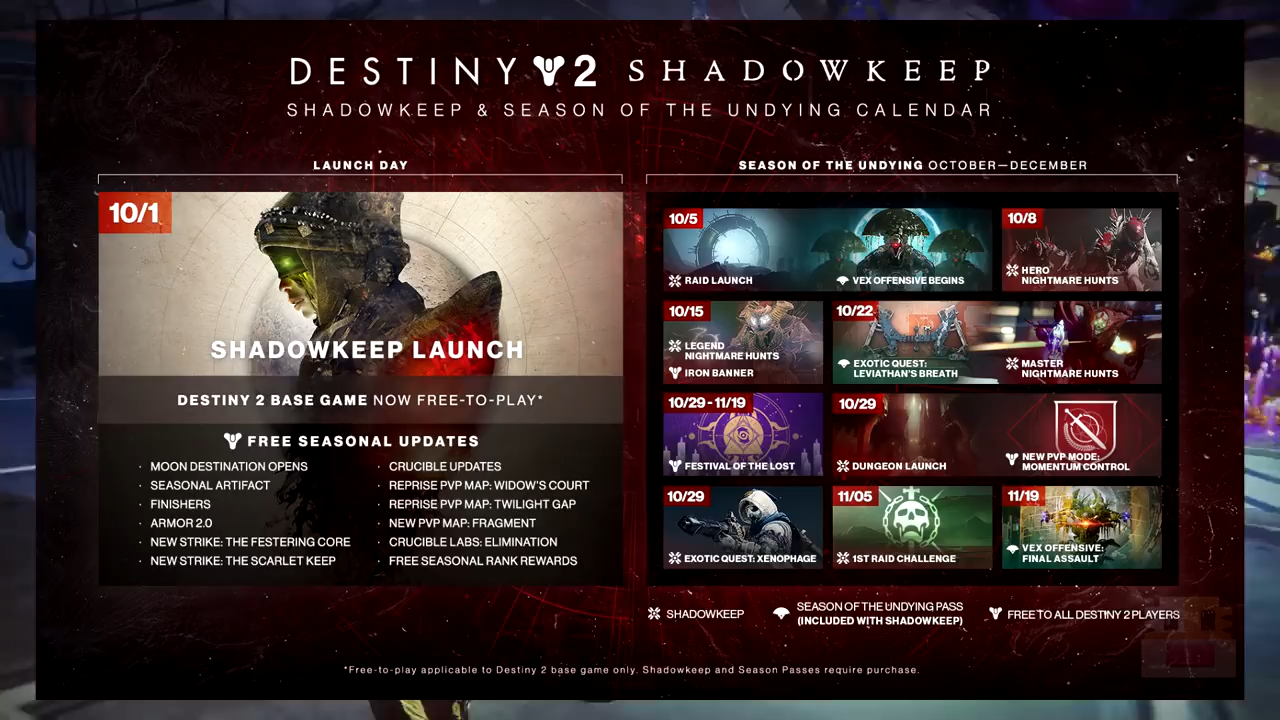 DESTINY 2 SHADOWKEEP
SHADOWKEEP & SEASON OF THE UNDYING CALENDAR
LAUNCH DAY
10/1
SHADOWKEEP LAUNCH
DESTINY 2 BASE GAME NOW FREE-TO-PLAY*
FREE SEASONAL UPDATES
· MOON DESTINATION OPENS
· SEASONAL ARTIFACT
· FINISHERS
· ARMOR 2.0
· NEW STRIKE: THE FESTERING CORE
· NEW STRIKE: THE SCARLET KEEP
· CRUCIBLE UPDATES
· REPRISE PVP MAP: WIDOW'S COURT
· REPRISE PVP MAP: TWILIGHT GAP
· NEW PVP MAP: FRAGMENT
· CRUCIBLE LABS: ELIMINATION
· FREE SEASONAL RANK REWARDS
SEASON OF THE UNDYING OCTOBER—DECEMBER
10/5
RAID LAUNCH
VEX OFFENSIVE BEGINS
10/8
HERO
NIGHTMARE HUNTS
10/15
LEGEND
NIGHTMARE HUNTS
IRON BANNER
10/22
EXOTIC QUEST:
LEVIATHAN'S BREATH
MASTER
NIGHTMARE HUNTS
10/29 - 11/19
FESTIVAL OF THE LOST
10/29
DUNGEON LAUNCH
NEW PVP MODE:
MOMENTUM CONTROL
10/29
EXOTIC QUEST: XENOPHAGE
11/05
1ST RAID CHALLENGE
11/19
VEX OFFENSIVE:
FINAL ASSAULT
SHADOWKEEP
SEASON OF THE UNDYING PASS
(INCLUDED WITH SHADOWKEEP)
FREE TO ALL DESTINY 2 PLAYERS
*Free-to-play applicable to Destiny 2 base game only. Shadowkeep and Season Passes require purchase.